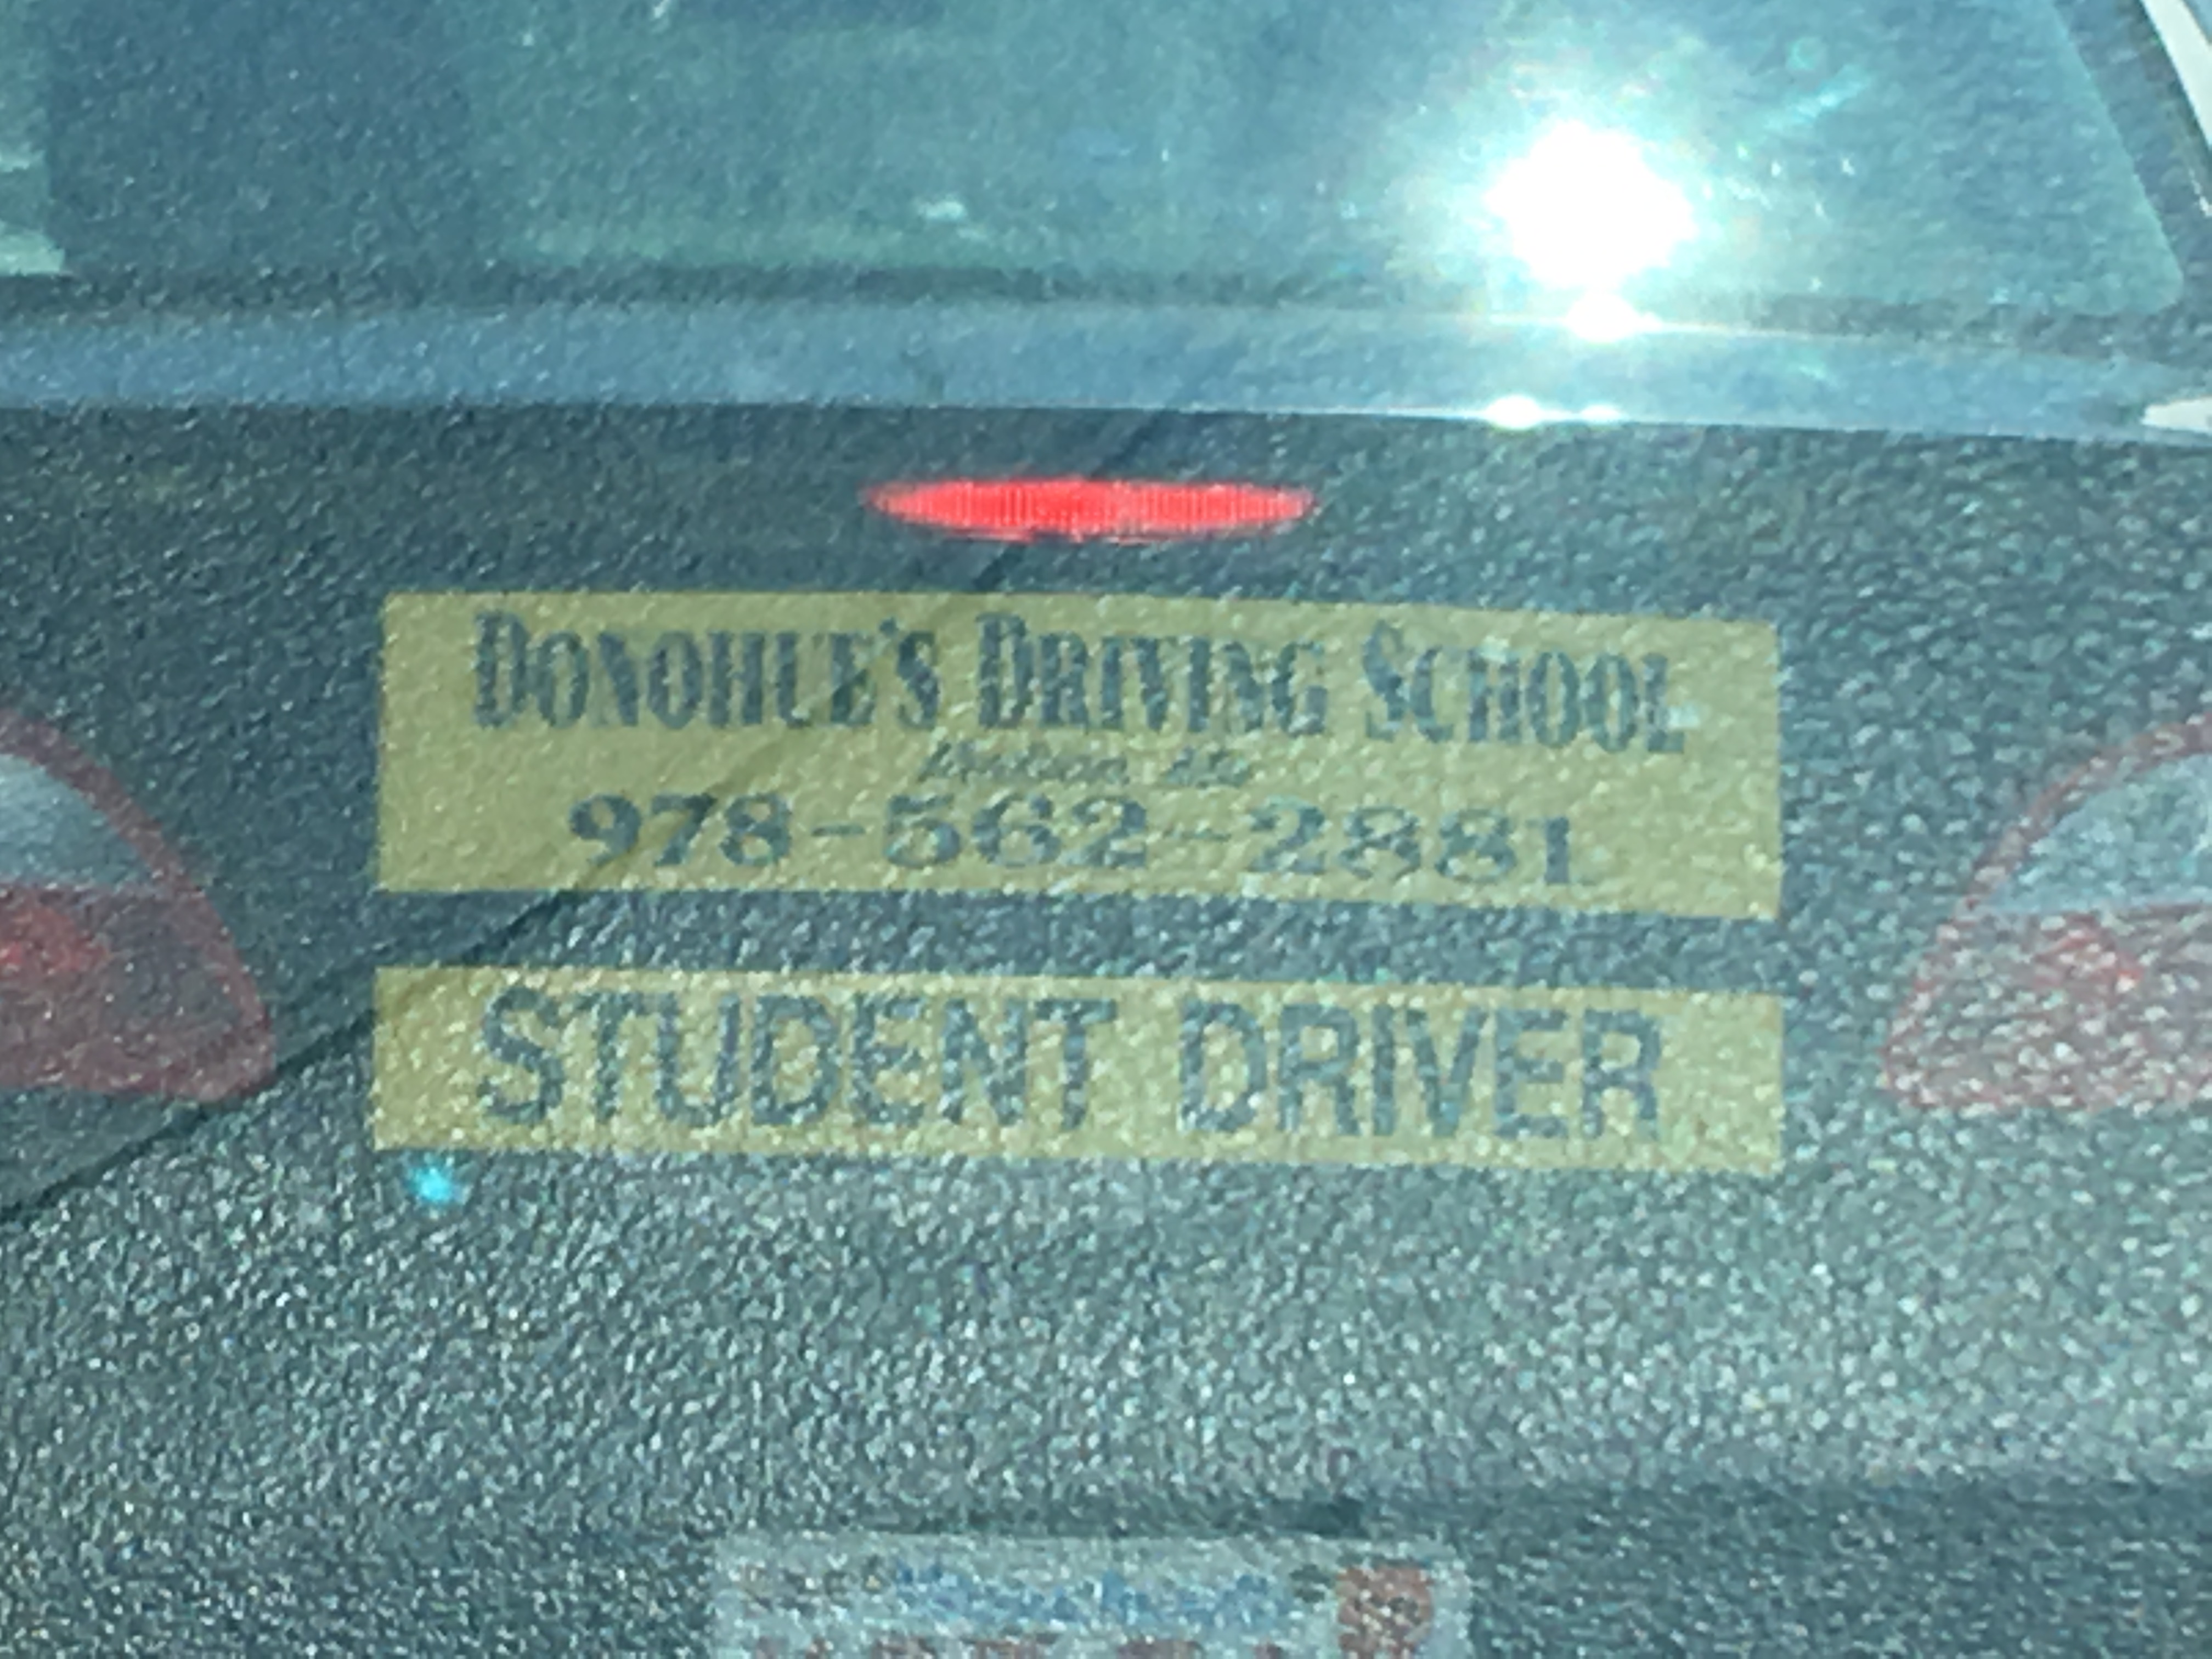 DONOHUE'S DRIVING SCHOOL
978-562-2881
STUDENT DRIVER